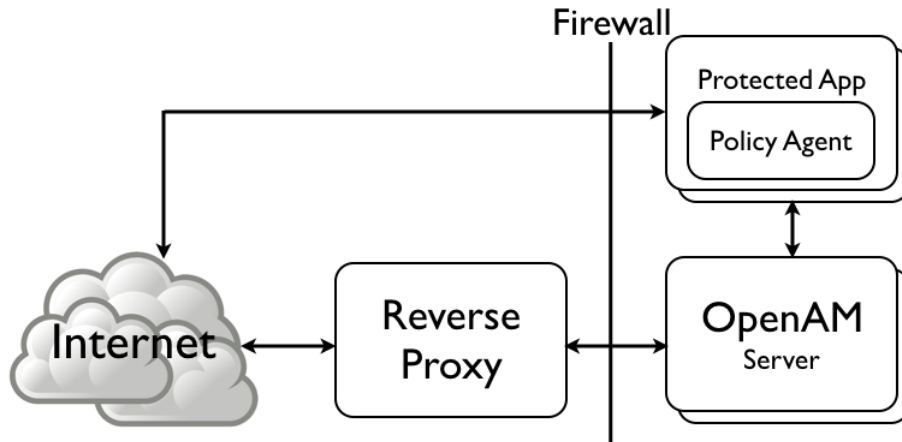 Firewall
Protected App
Policy Agent
Internet
Reverse
Proxy
OpenAM
Server